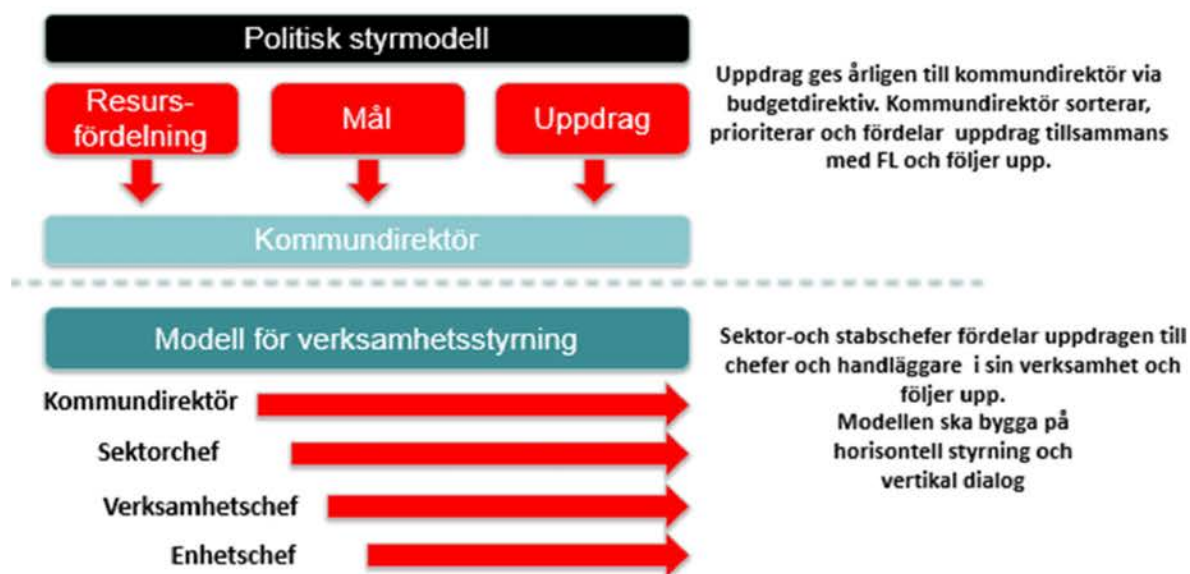 Politisk styrmodell
Resurs-
fördelning
Mål
Uppdrag
Kommundirektör
Uppdrag ges årligen till kommundirektör via
budgetdirektiv. Kommundirektör sorterar,
prioriterar och fördelar uppdrag tillsammans
med FL och följer upp.
Modell för verksamhetsstyrning
Kommundirektör
Sektorchef
Verksamhetschef
Enhetschef
Sektor-och stabschefer fördelar uppdragen till
chefer och handläggare i sin verksamhet och
följer upp.
Modellen ska bygga på
horisontell styrning och
vertikal dialog